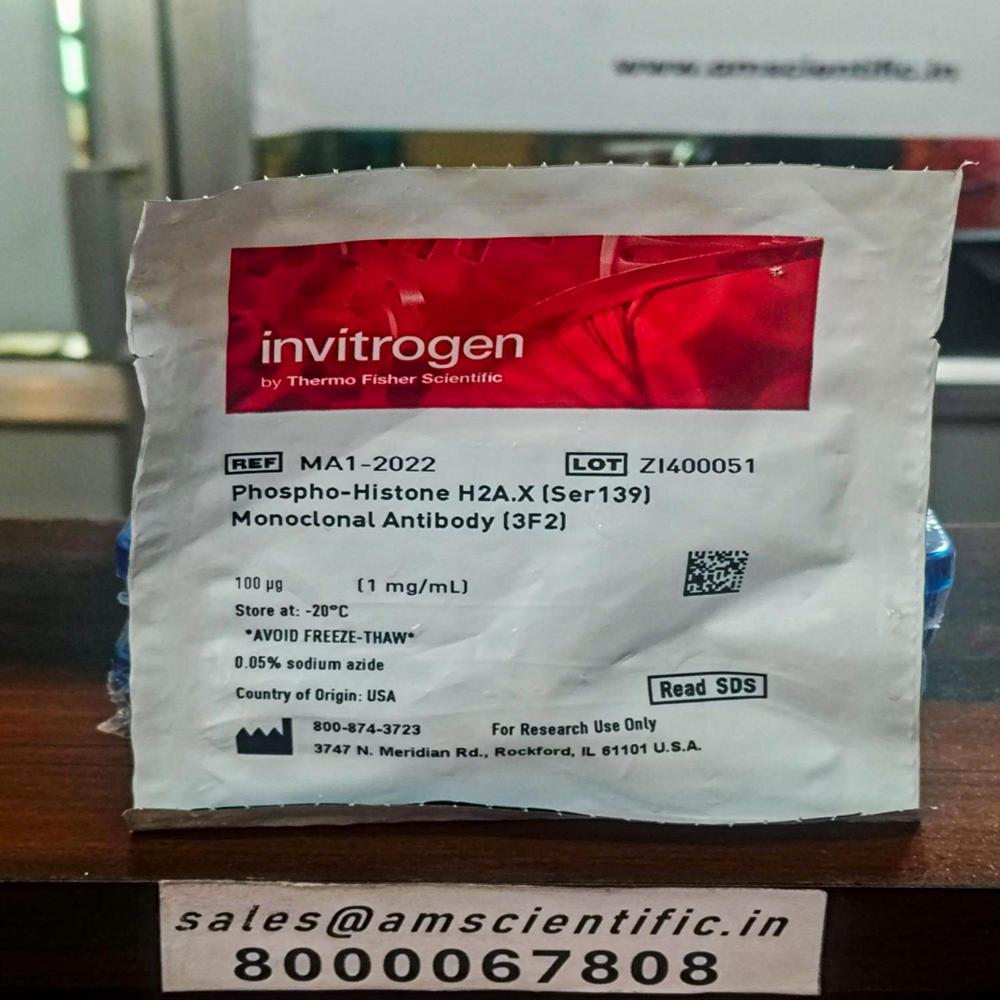 www.amscientific.in
invitrogen
by Thermo Fisher Scientific
REF MA1-2022 LOT ZI400051
Phospho-Histone H2A.X (Ser139)
Monoclonal Antibody (3F2)
100 µg (1 mg/mL)
Store at: -20°C
*AVOID FREEZE-THAW*
0.05% sodium azide
Country of Origin: USA
Read SDS
800-874-3723 For Research Use Only
3747 N. Meridian Rd., Rockford, IL 61101 U.S.A.
sales@amscientific.in
8000067808